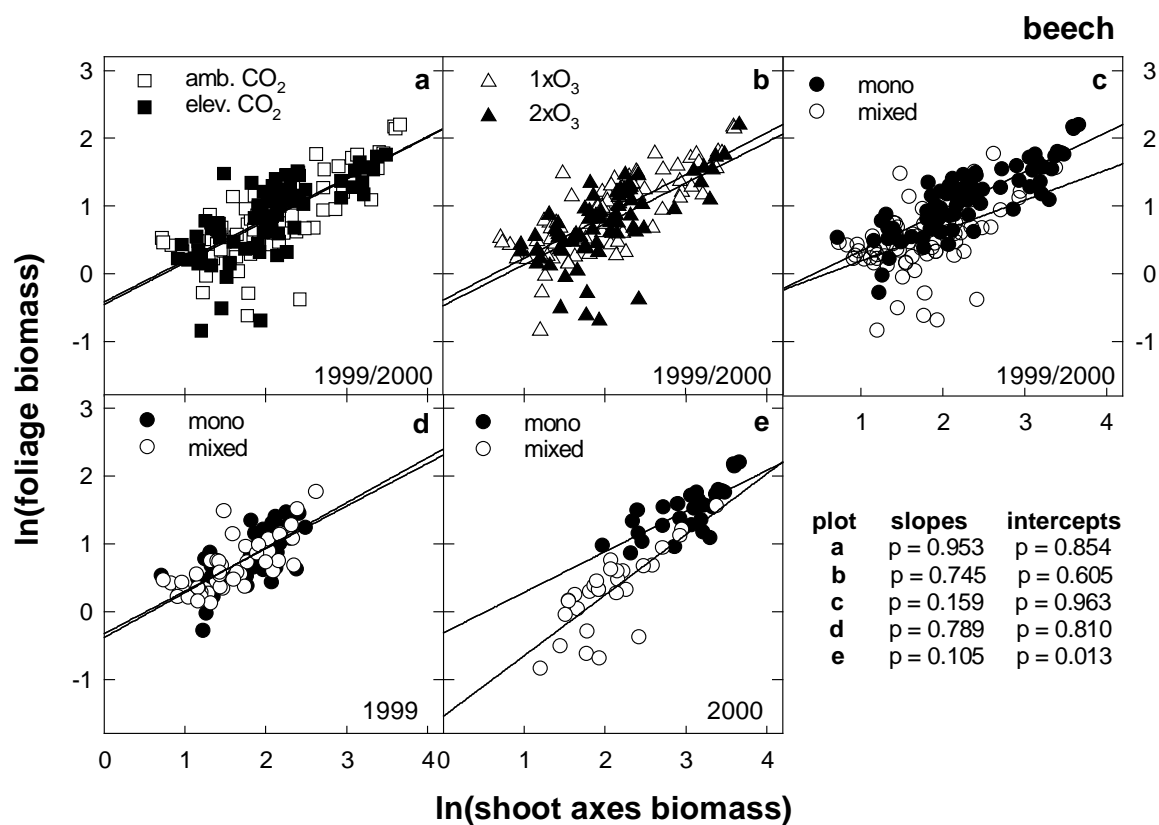 beech
3
2
1
0
-1
amb. CO2
elev. CO2
a
1999/2000
1xO3
2xO3
b
1999/2000
mono
mixed
c
1999/2000
3
2
1
0
-1
1 2 3 4
ln(foliage biomass)
3
2
1
0
-1
mono
mixed
d
1999
0 1 2 3 4
mono
mixed
e
2000
0 1 2 3 4
ln(shoot axes biomass)
plot slopes intercepts
a p = 0.953 p = 0.854
b p = 0.745 p = 0.605
c p = 0.159 p = 0.963
d p = 0.789 p = 0.810
e p = 0.105 p = 0.013